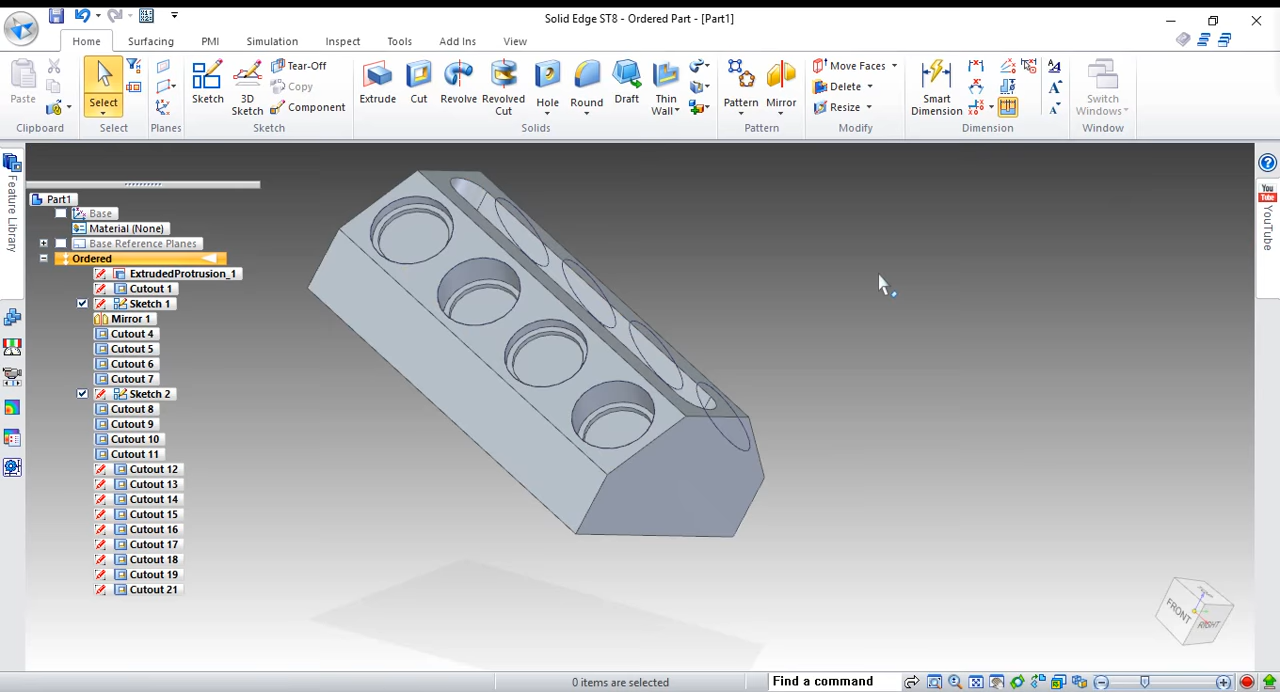 Solid Edge ST8 - Ordered Part - [Part1]
Home
Surfacing
PMI
Simulation
Inspect
Tools
Add Ins
View
Paste
Clipboard
Select
Select
Planes
Sketch
3D Sketch
Tear-Off
Copy
Component
Sketch
Extrude
Cut
Revolve
Revolved Cut
Hole
Round
Draft
Thin Wall
Solids
Pattern
Mirror
Pattern
Move Faces
Delete
Resize
Modify
Smart Dimension
Dimension
Switch Windows
Window
Feature Library
Part1
Base
Material (None)
Base Reference Planes
Ordered
ExtrudedProtrusion_1
Cutout 1
Sketch 1
Mirror 1
Cutout 4
Cutout 5
Cutout 6
Cutout 7
Sketch 2
Cutout 8
Cutout 9
Cutout 10
Cutout 11
Cutout 12
Cutout 13
Cutout 14
Cutout 15
Cutout 16
Cutout 17
Cutout 18
Cutout 19
Cutout 21
You Tube
YouTube
FRONT
RIGHT
0 items are selected
Find a command